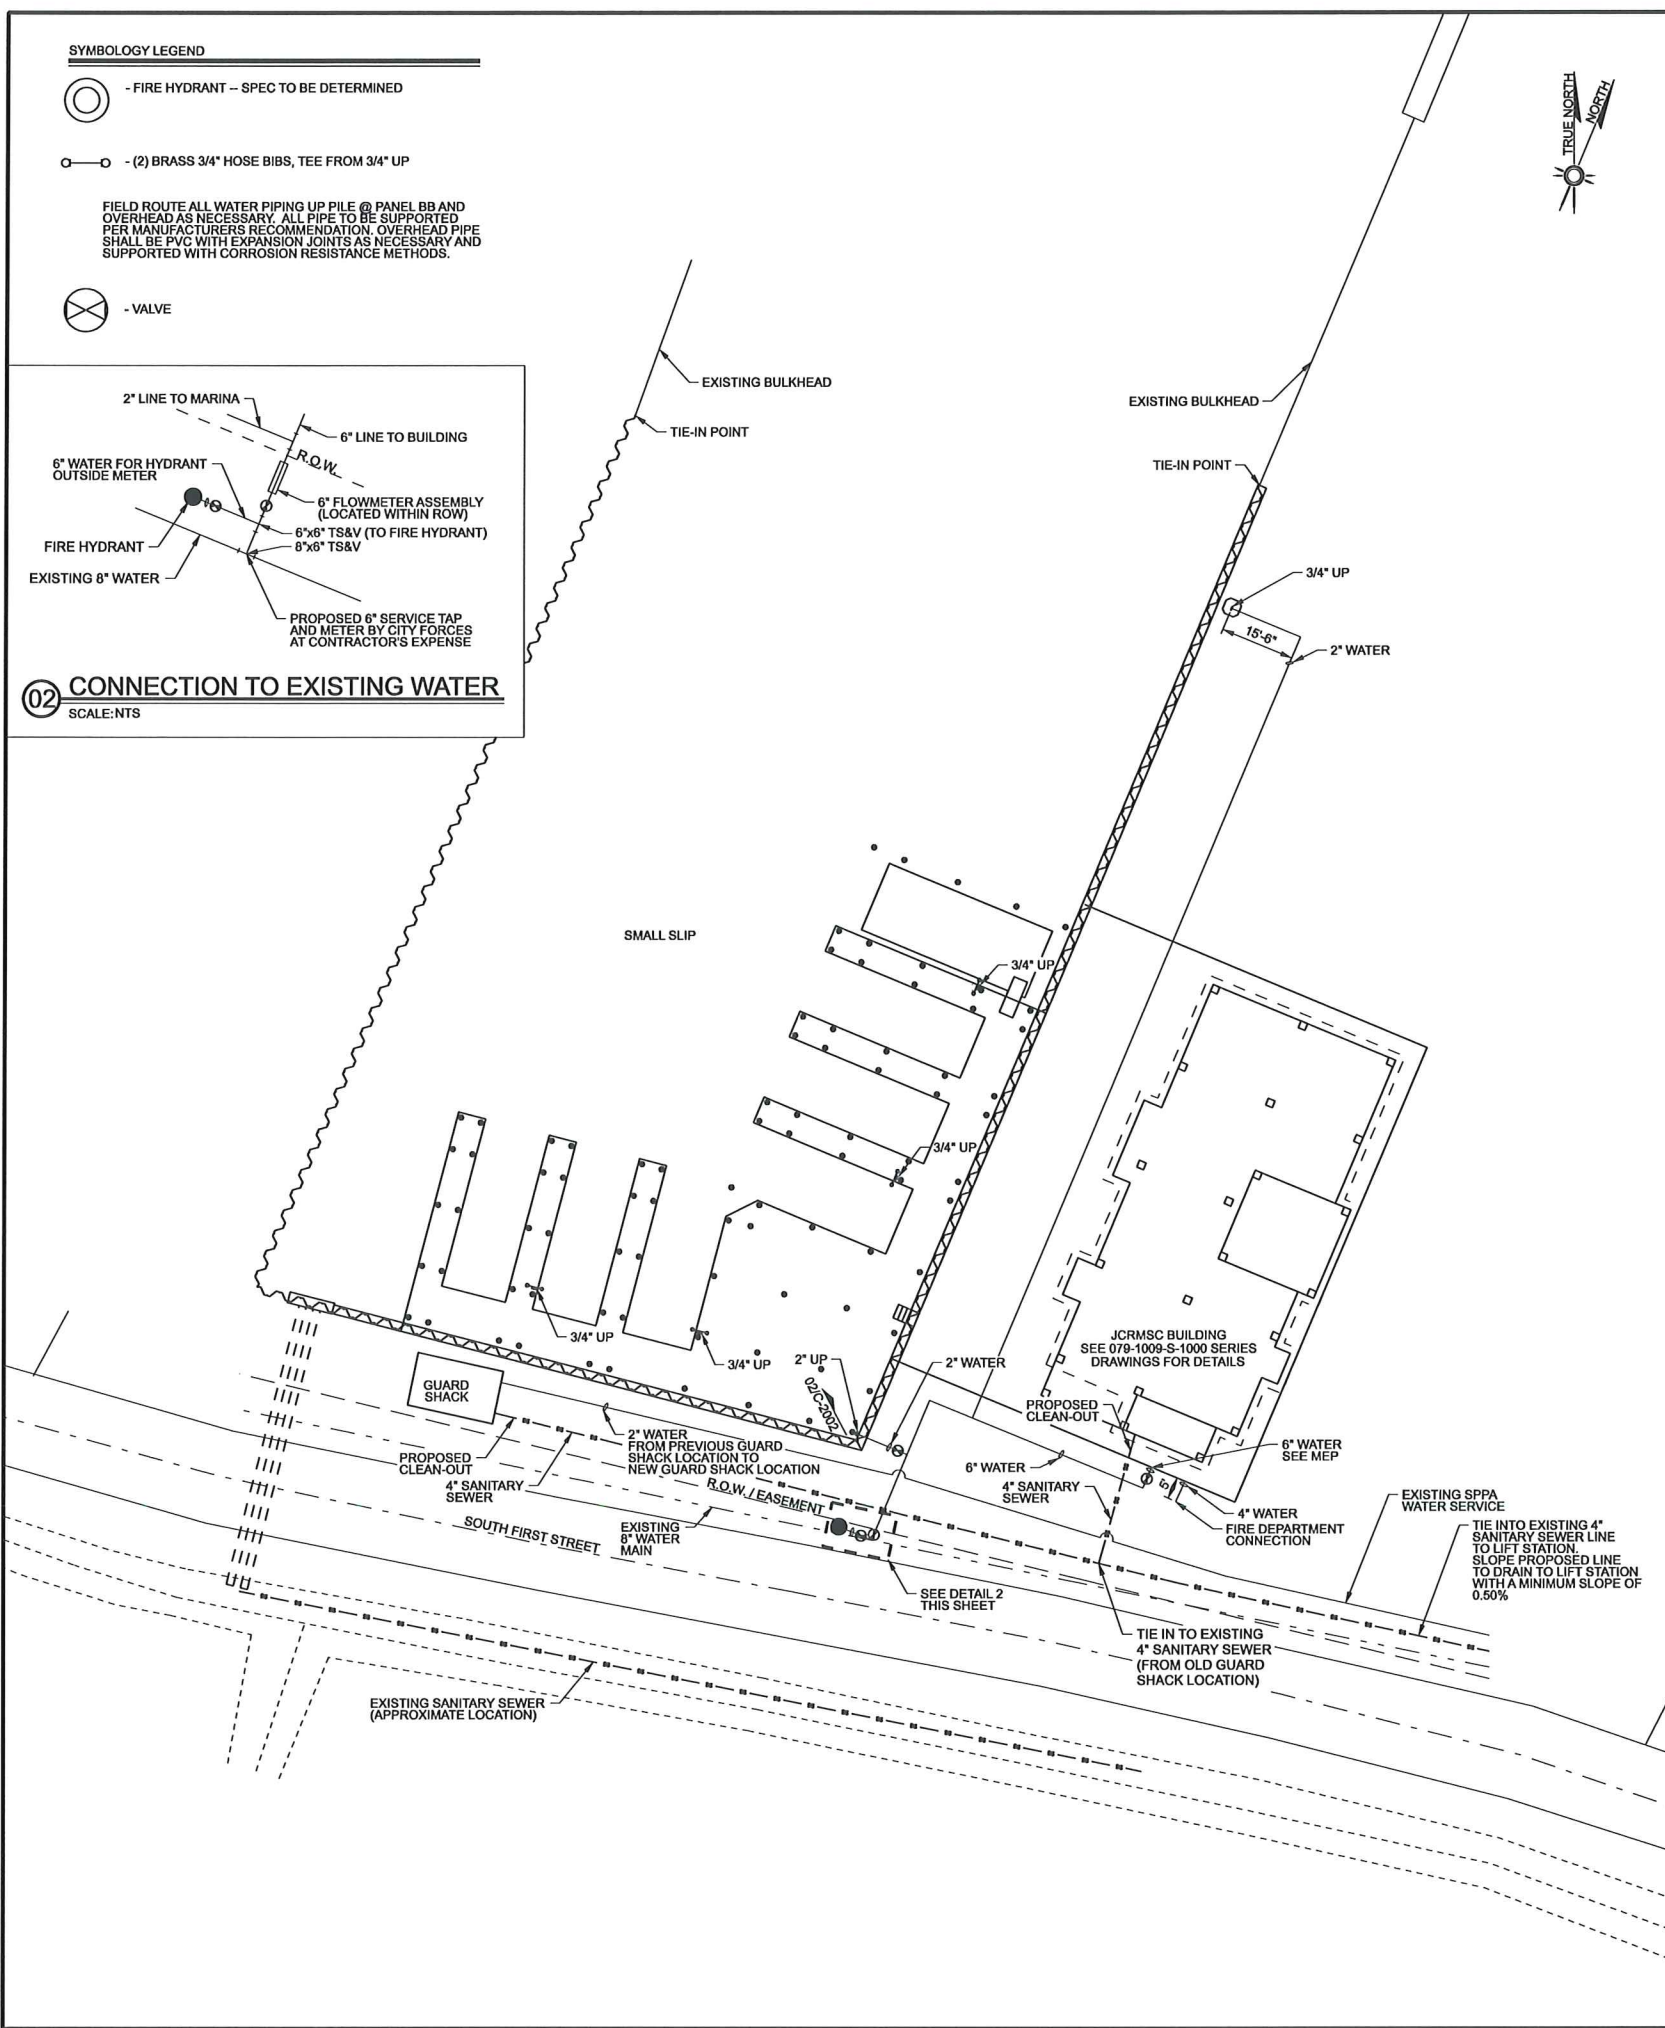 SYMBOLOGY LEGEND
- FIRE HYDRANT -- SPEC TO BE DETERMINED
- (2) BRASS 3/4" HOSE BIBS, TEE FROM 3/4" UP
FIELD ROUTE ALL WATER PIPING UP PILE @ PANEL BB AND
OVERHEAD AS NECESSARY. ALL PIPE TO BE SUPPORTED
PER MANUFACTURERS RECOMMENDATION. OVERHEAD PIPE
SHALL BE PVC WITH EXPANSION JOINTS AS NECESSARY AND
SUPPORTED WITH CORROSION RESISTANCE METHODS.
- VALVE
TRUE NORTH
NORTH
2" LINE TO MARINA
6" LINE TO BUILDING
R.O.W.
6" WATER FOR HYDRANT
OUTSIDE METER
6" FLOWMETER ASSEMBLY
(LOCATED WITHIN ROW)
6"x6" TS&V (TO FIRE HYDRANT)
8"x6" TS&V
FIRE HYDRANT
EXISTING 8" WATER
PROPOSED 6" SERVICE TAP
AND METER BY CITY FORCES
AT CONTRACTOR'S EXPENSE
02 CONNECTION TO EXISTING WATER
SCALE: NTS
EXISTING BULKHEAD
TIE-IN POINT
EXISTING BULKHEAD
TIE-IN POINT
3/4" UP
15'-6"
2" WATER
SMALL SLIP
3/4" UP
3/4" UP
3/4" UP
3/4" UP
2" UP
02/C-2002
2" WATER
JCRMSC BUILDING
SEE 079-1009-S-1000 SERIES
DRAWINGS FOR DETAILS
GUARD
SHACK
PROPOSED
CLEAN-OUT
2" WATER
FROM PREVIOUS GUARD
SHACK LOCATION TO
NEW GUARD SHACK LOCATION
PROPOSED
CLEAN-OUT
4" SANITARY
SEWER
R.O.W. / EASEMENT
6" WATER
6" WATER
SEE MEP
4" SANITARY
SEWER
5'
4" WATER
FIRE DEPARTMENT
CONNECTION
EXISTING SPPA
WATER SERVICE
SOUTH FIRST STREET
EXISTING
8" WATER
MAIN
TIE INTO EXISTING 4"
SANITARY SEWER LINE
TO LIFT STATION.
SLOPE PROPOSED LINE
TO DRAIN TO LIFT STATION
WITH A MINIMUM SLOPE OF
0.50%
SEE DETAIL 2
THIS SHEET
TIE IN TO EXISTING
4" SANITARY SEWER
(FROM OLD GUARD
SHACK LOCATION)
EXISTING SANITARY SEWER
(APPROXIMATE LOCATION)